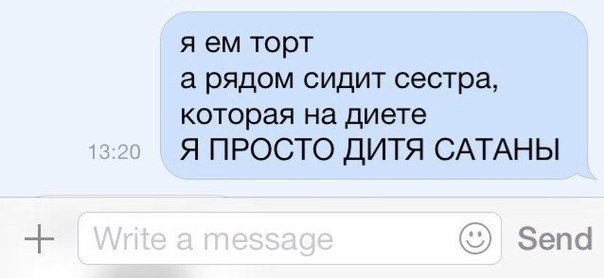 я ем торт
а рядом сидит сестра,
которая на диете
Я ПРОСТО ДИТЯ САТАНЫ
13:20
Write a message
Send